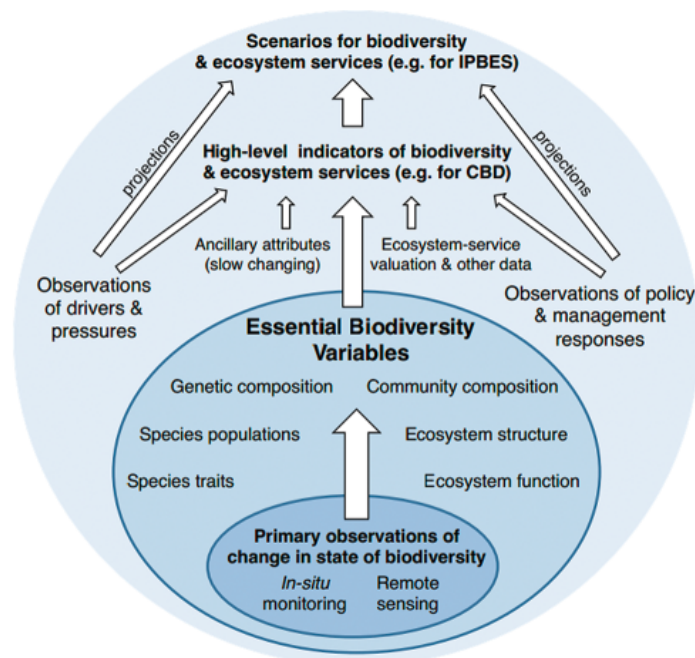 Scenarios for biodiversity
& ecosystem services (e.g. for IPBES)
projections
projections
High-level indicators of biodiversity
& ecosystem services (e.g. for CBD)
Ancillary attributes
(slow changing)
Ecosystem-service
valuation & other data
Observations
of drivers &
pressures
Observations of policy
& management
responses
Essential Biodiversity
Variables
Genetic composition
Community composition
Species populations
Ecosystem structure
Species traits
Ecosystem function
Primary observations of
change in state of biodiversity
In-situ
monitoring
Remote
sensing